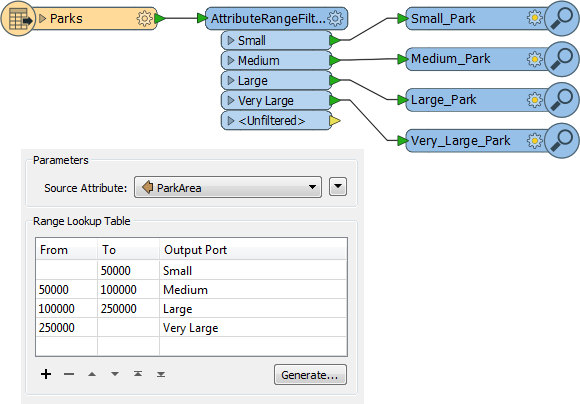 Parks
AttributeRangeFilt...
Small_Park
Small
Medium
Medium_Park
Large
Large_Park
Very Large
<Unfiltered>
Very_Large_Park
Parameters
Source Attribute: ParkArea
Range Lookup Table
From To Output Port
50000 Small
50000 100000 Medium
100000 250000 Large
250000 Very Large
Generate...